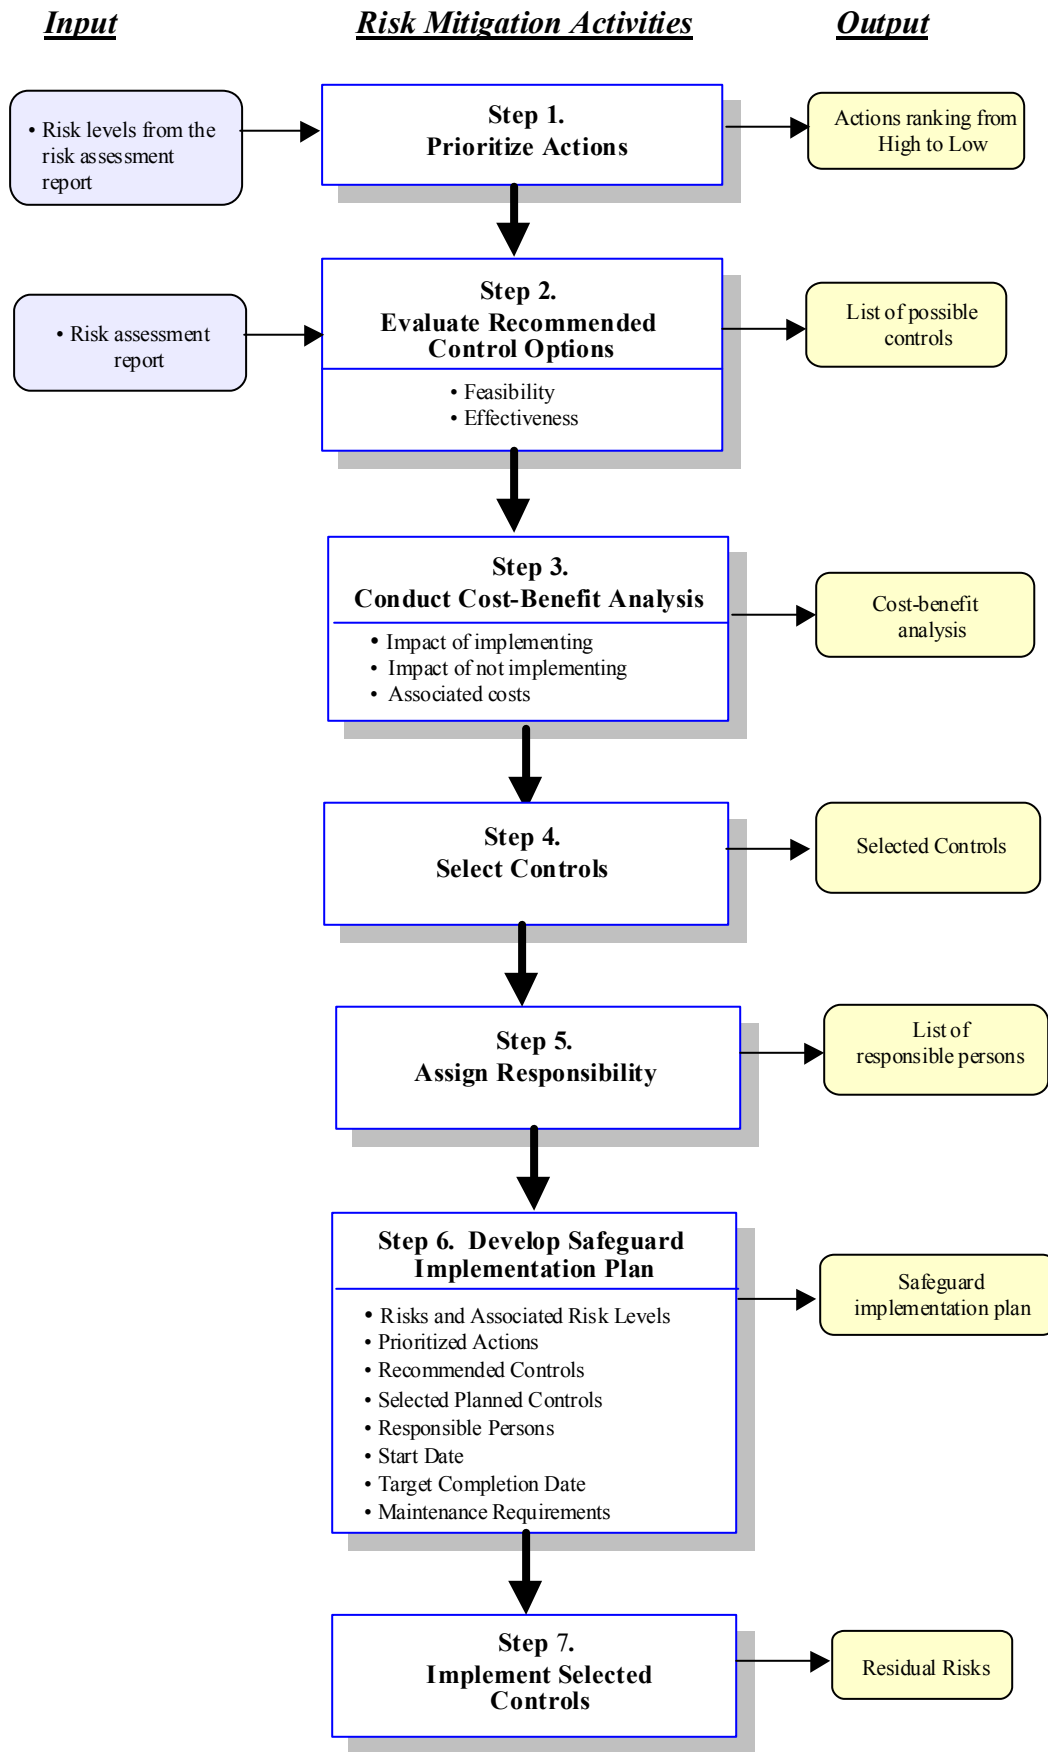 Input
Risk Mitigation Activities
Output
• Risk levels from the
risk assessment
report
Step 1.
Prioritize Actions
Actions ranking from
High to Low
• Risk assessment
report
Step 2.
Evaluate Recommended
Control Options
• Feasibility
• Effectiveness
List of possible
controls
Step 3.
Conduct Cost-Benefit Analysis
• Impact of implementing
• Impact of not implementing
• Associated costs
Cost-benefit
analysis
Step 4.
Select Controls
Selected Controls
Step 5.
Assign Responsibility
List of
responsible persons
Step 6. Develop Safeguard
Implementation Plan
• Risks and Associated Risk Levels
• Prioritized Actions
• Recommended Controls
• Selected Planned Controls
• Responsible Persons
• Start Date
• Target Completion Date
• Maintenance Requirements
Safeguard
implementation plan
Step 7.
Implement Selected
Controls
Residual Risks